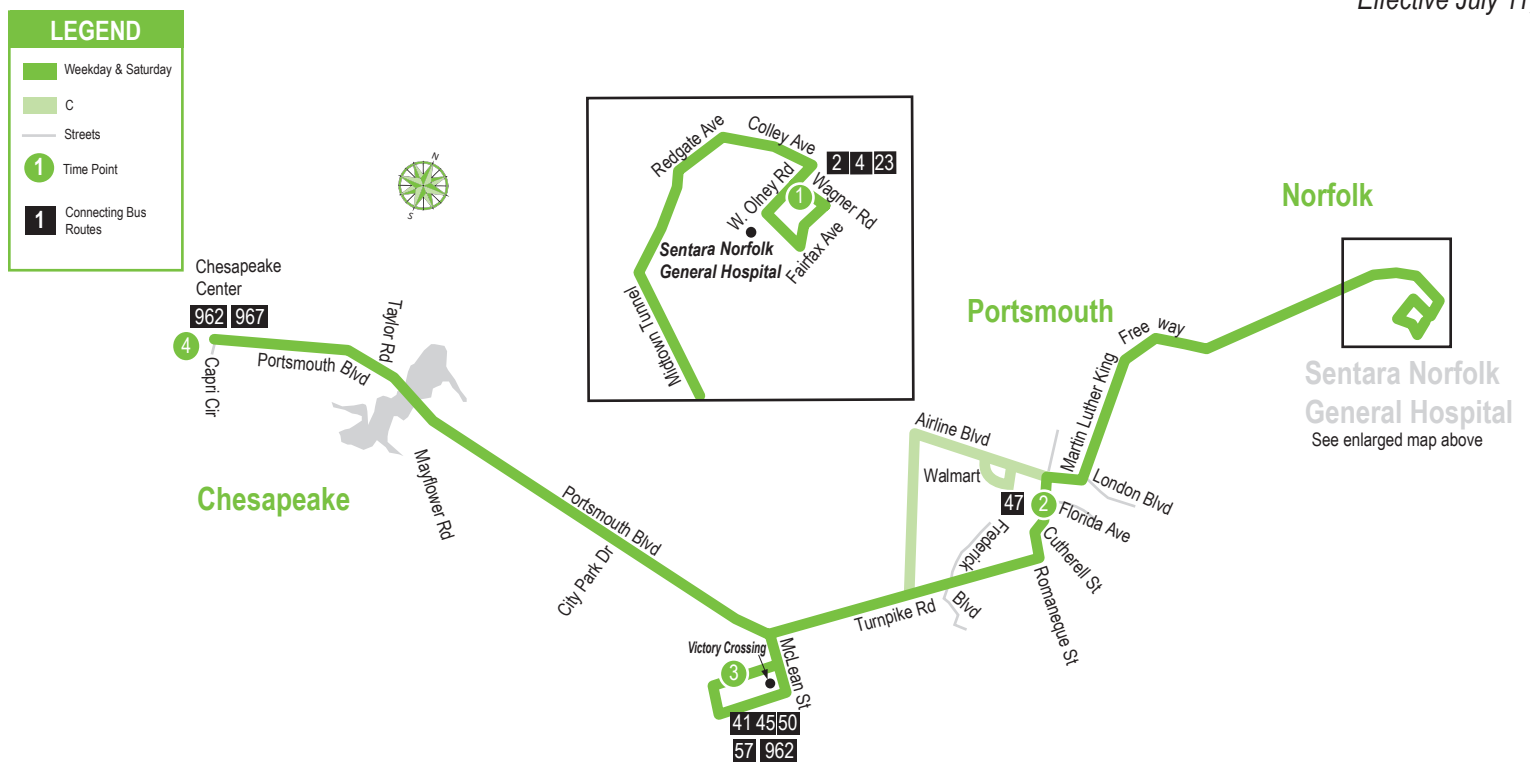 Effective July 11
LEGEND
Weekday & Saturday
C
Streets
1
Time Point
1
Connecting Bus
Routes
N
S
Redgate Ave
Colley Ave
2 4 23
W. Olney Rd
1
Wagner Rd
Fairfax Ave
Sentara Norfolk
General Hospital
Midtown Tunnel
Norfolk
Portsmouth
Free way
Martin Luther King
Sentara Norfolk
General Hospital
See enlarged map above
Chesapeake
Center
962 967
4
Capri Cir
Portsmouth Blvd
Taylor Rd
Mayflower Rd
Chesapeake
Portsmouth Blvd
City Park Dr
Airline Blvd
Walmart
47
2
London Blvd
Florida Ave
Frederick
Blvd
Cutherell St
Romaneque St
Turnpike Rd
Victory Crossing
3
McLean St
41 45 50
57 962